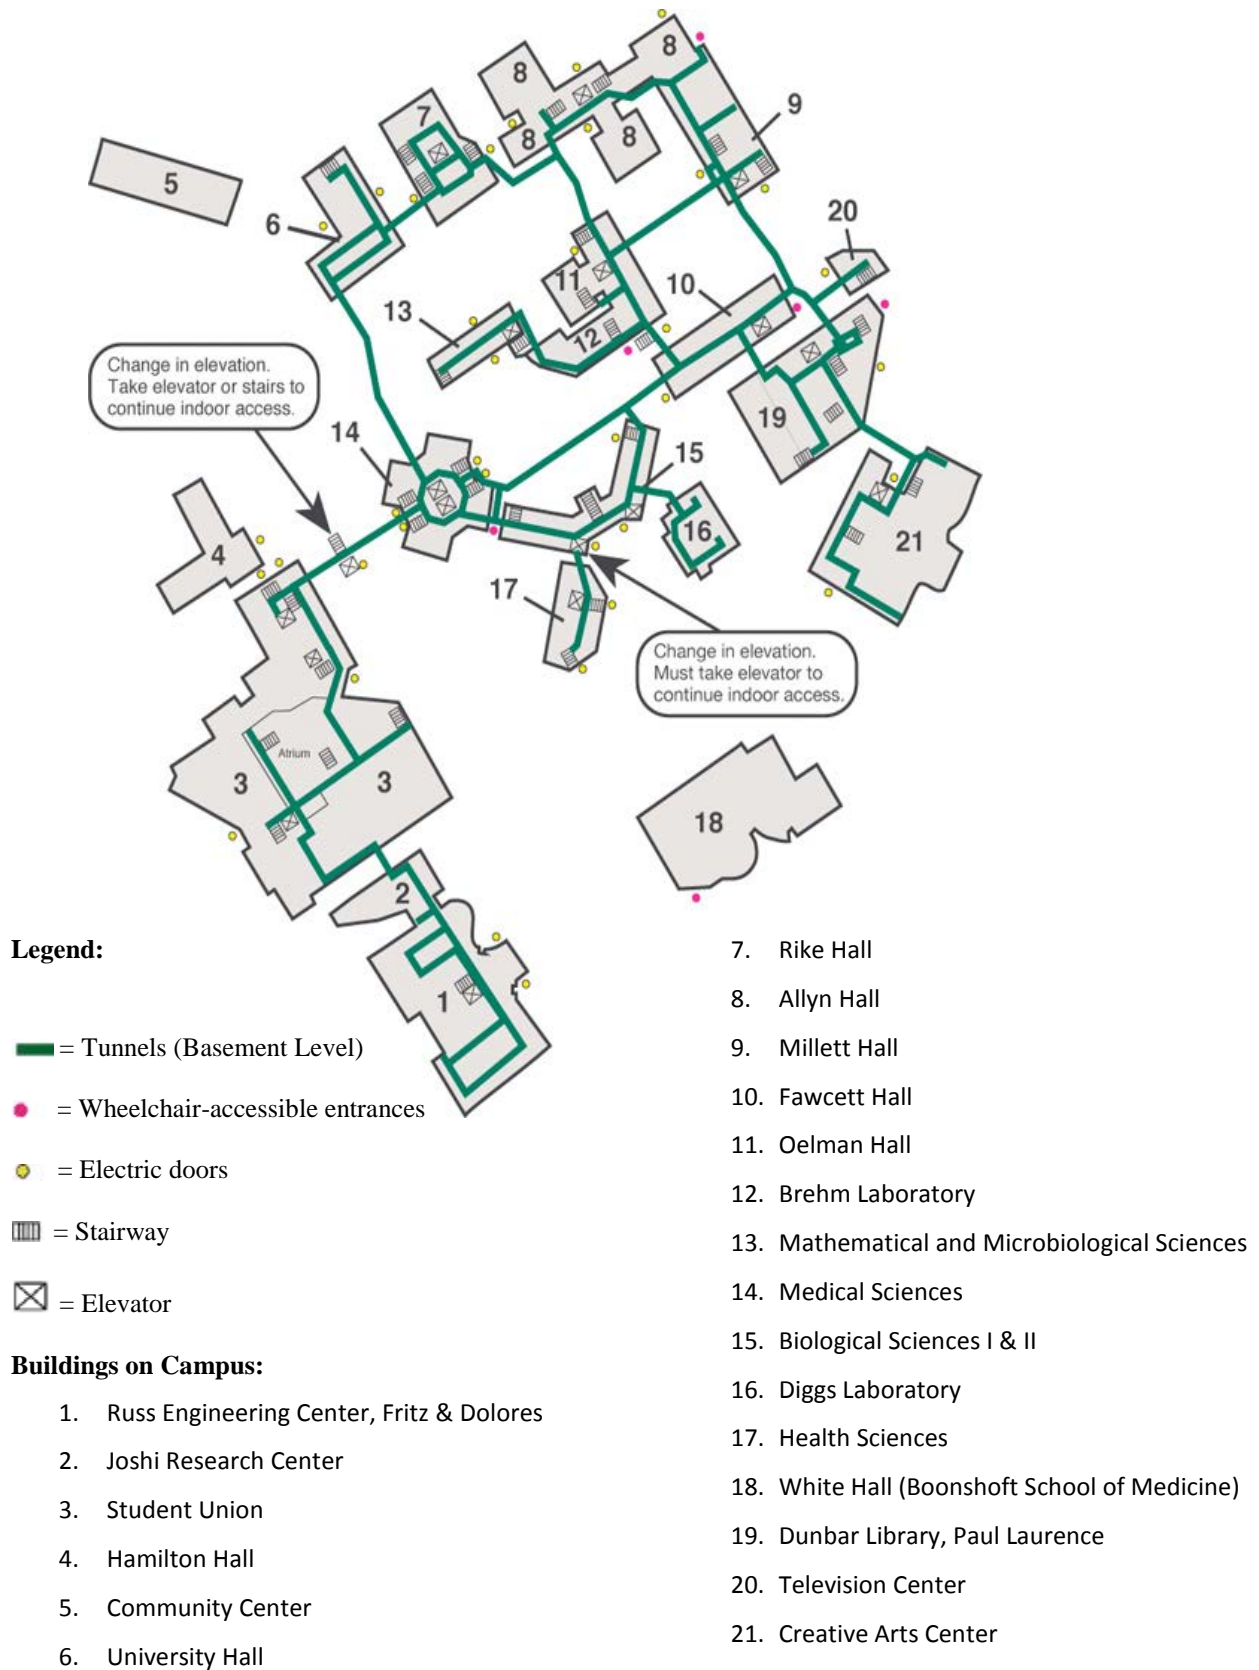 8
8
8
8
7
9
5
6
20
11
10
13
12
Change in elevation.
Take elevator or stairs to
continue indoor access.
14
19
15
4
16
21
17
Change in elevation.
Must take elevator to
continue indoor access.
Atrium
3
3
18
2
1
Legend:
= Tunnels (Basement Level)
= Wheelchair-accessible entrances
= Electric doors
= Stairway
= Elevator
Buildings on Campus:
1. Russ Engineering Center, Fritz & Dolores
2. Joshi Research Center
3. Student Union
4. Hamilton Hall
5. Community Center
6. University Hall
7. Rike Hall
8. Allyn Hall
9. Millett Hall
10. Fawcett Hall
11. Oelman Hall
12. Brehm Laboratory
13. Mathematical and Microbiological Sciences
14. Medical Sciences
15. Biological Sciences I & II
16. Diggs Laboratory
17. Health Sciences
18. White Hall (Boonshoft School of Medicine)
19. Dunbar Library, Paul Laurence
20. Television Center
21. Creative Arts Center